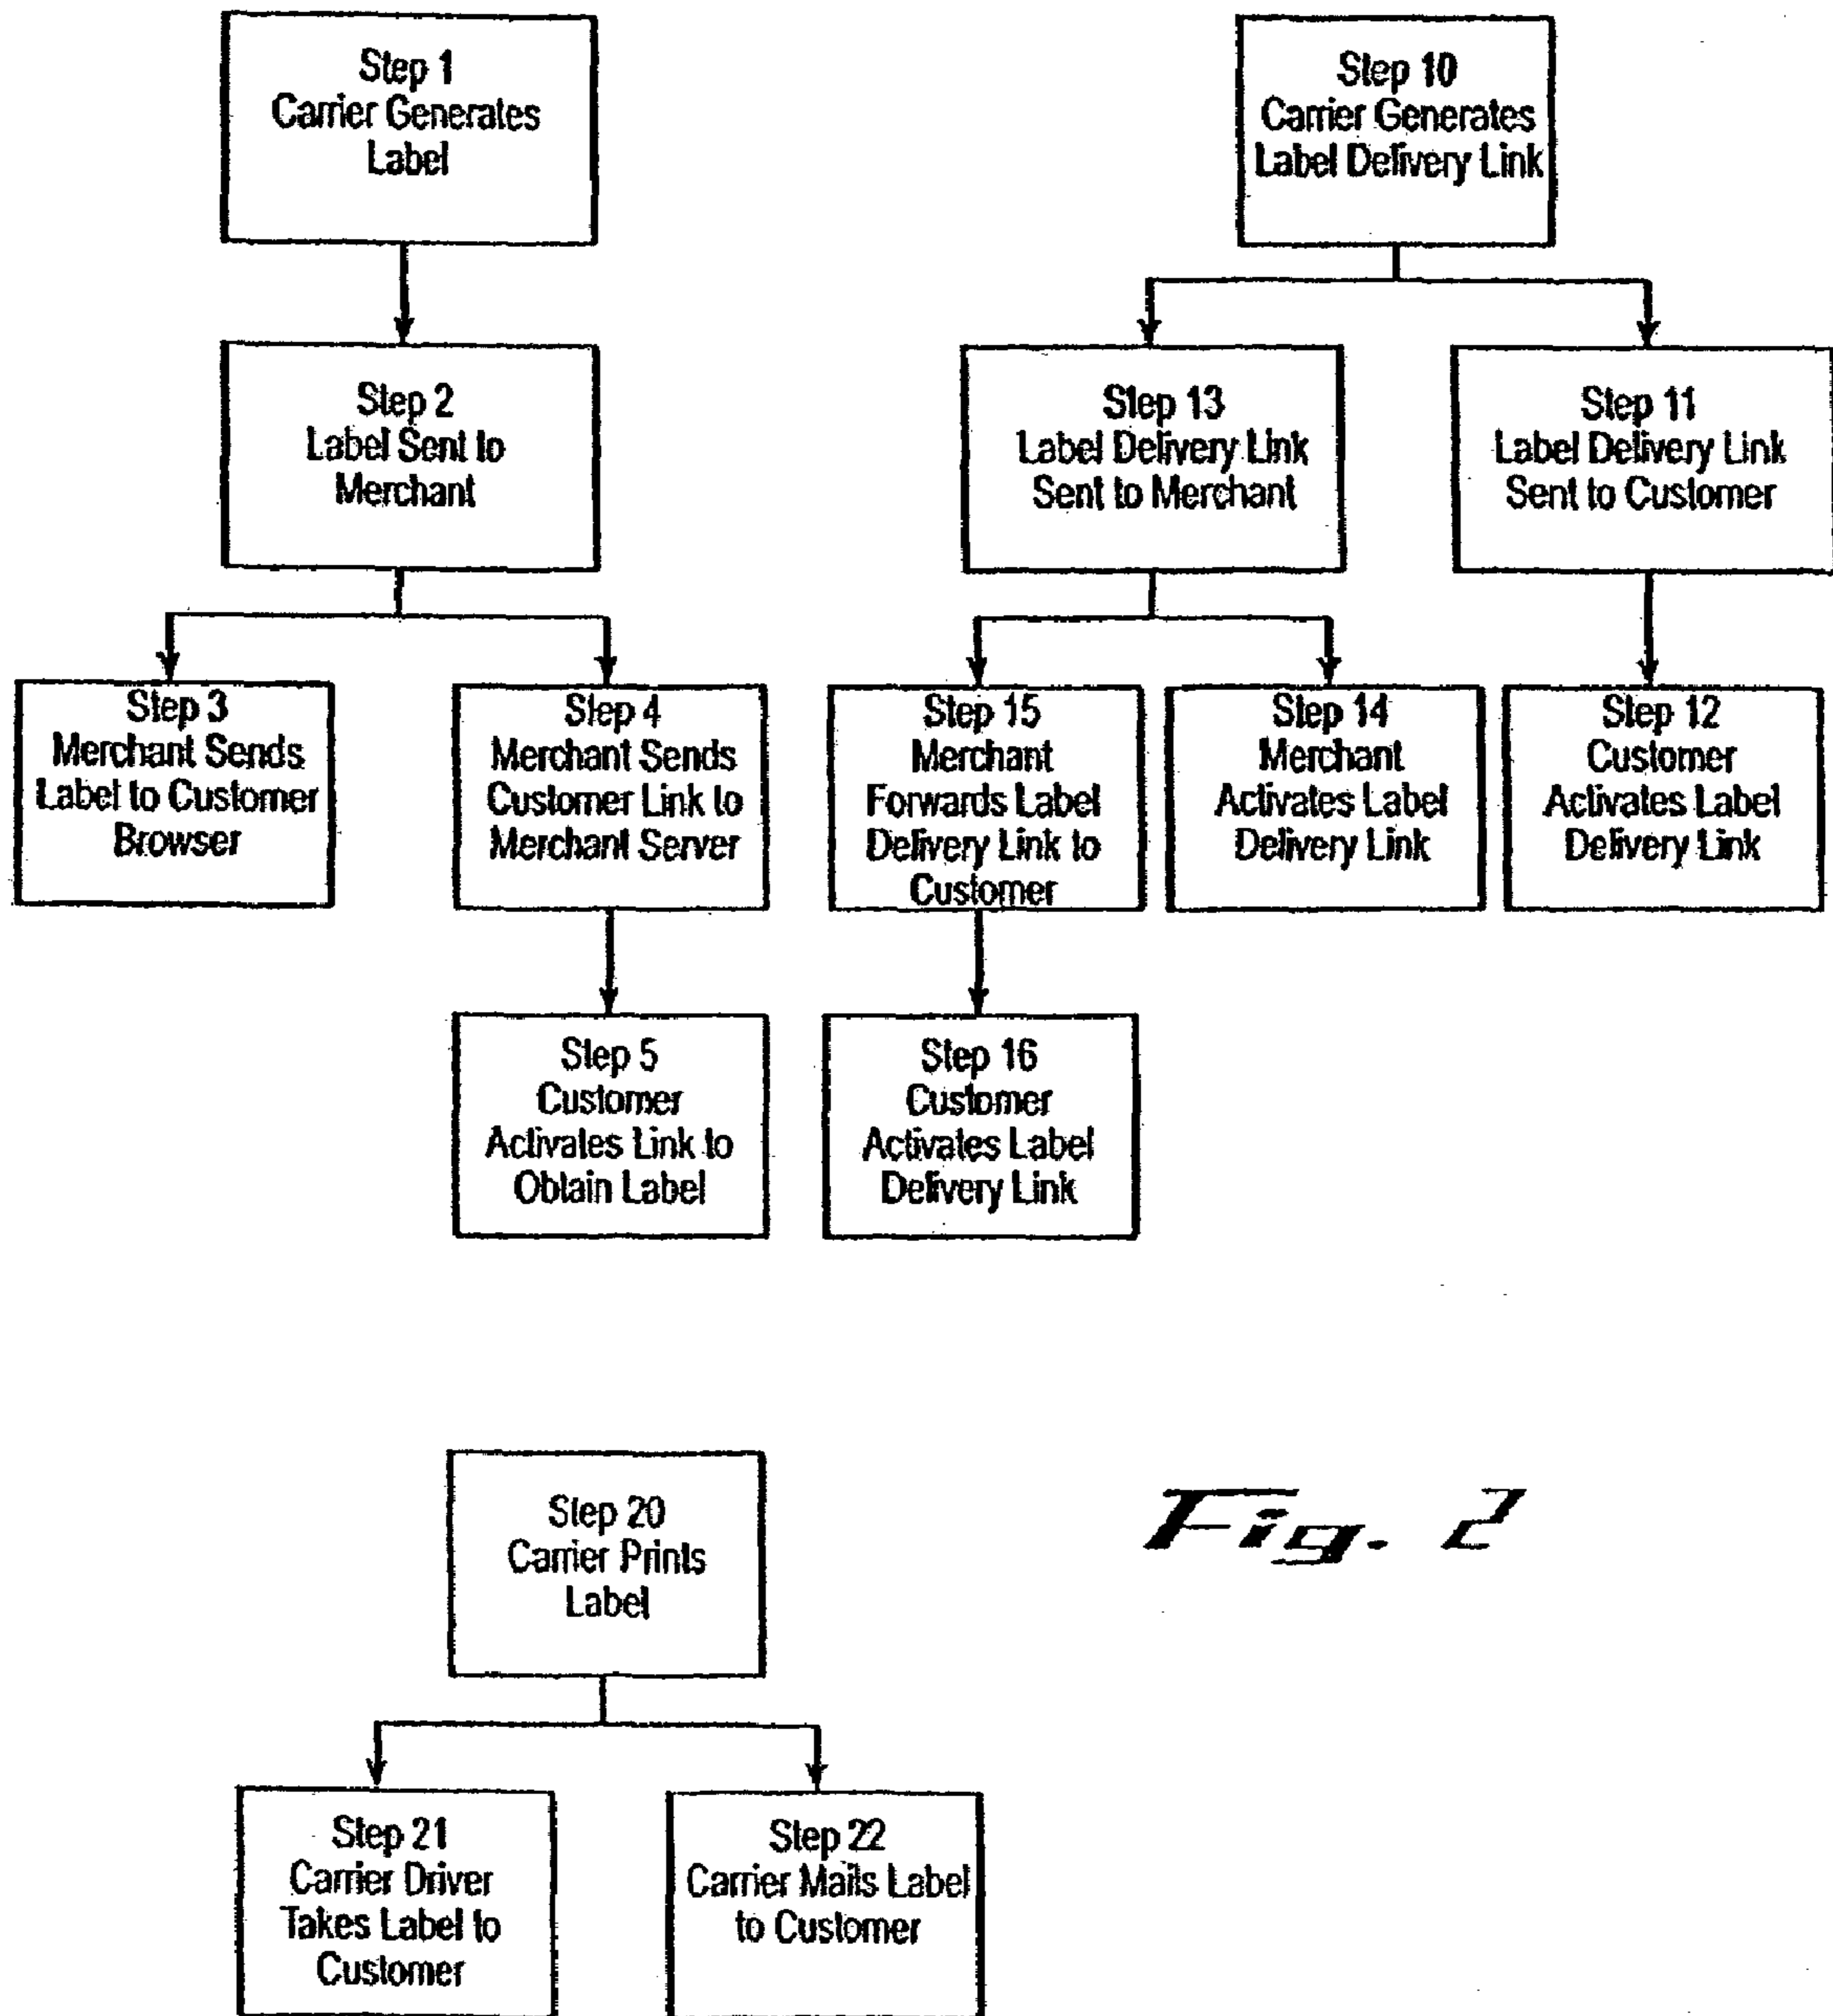 Step 1
Carrier Generates
Label
Step 10
Carrier Generates
Label Delivery Link
Step 2
Label Sent to
Merchant
Step 13
Label Delivery Link
Sent to Merchant
Step 11
Label Delivery Link
Sent to Customer
Step 3
Merchant Sends
Label to Customer
Browser
Step 4
Merchant Sends
Customer Link to
Merchant Server
Step 15
Merchant
Forwards Label
Delivery Link to
Customer
Step 14
Merchant
Activates Label
Delivery Link
Step 12
Customer
Activates Label
Delivery Link
Step 5
Customer
Activates Link to
Obtain Label
Step 16
Customer
Activates Label
Delivery Link
Step 20
Carrier Prints
Label
Fig. 2
Step 21
Carrier Driver
Takes Label to
Customer
Step 22
Carrier Mails Label
to Customer